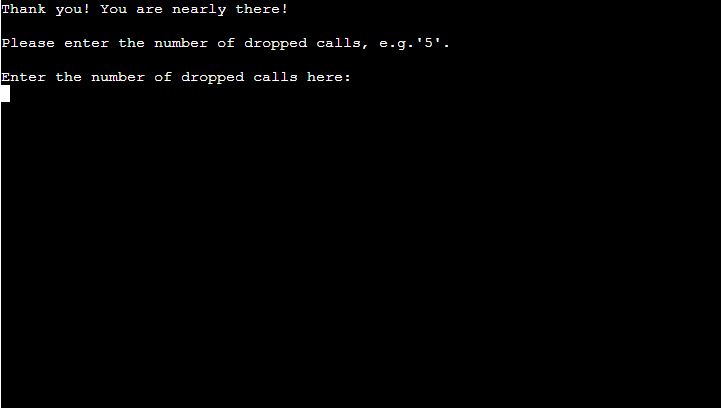 Thank you! You are nearly there!
Please enter the number of dropped calls, e.g.'5'.
Enter the number of dropped calls here: